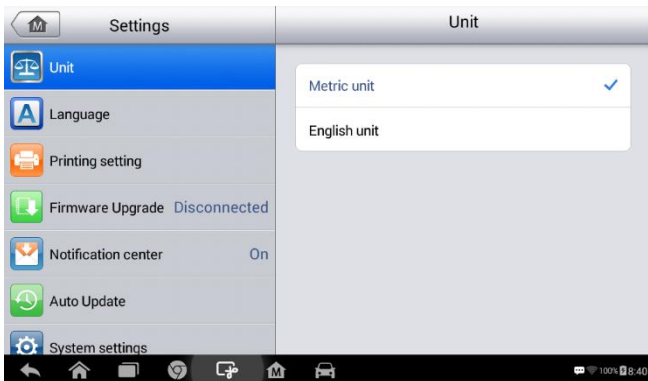 M
Settings
Unit
Unit
Metric unit
English unit
A
Language
Printing setting
Firmware Upgrade Disconnected
Notification center On
Auto Update
System settings
M
100% 8:40